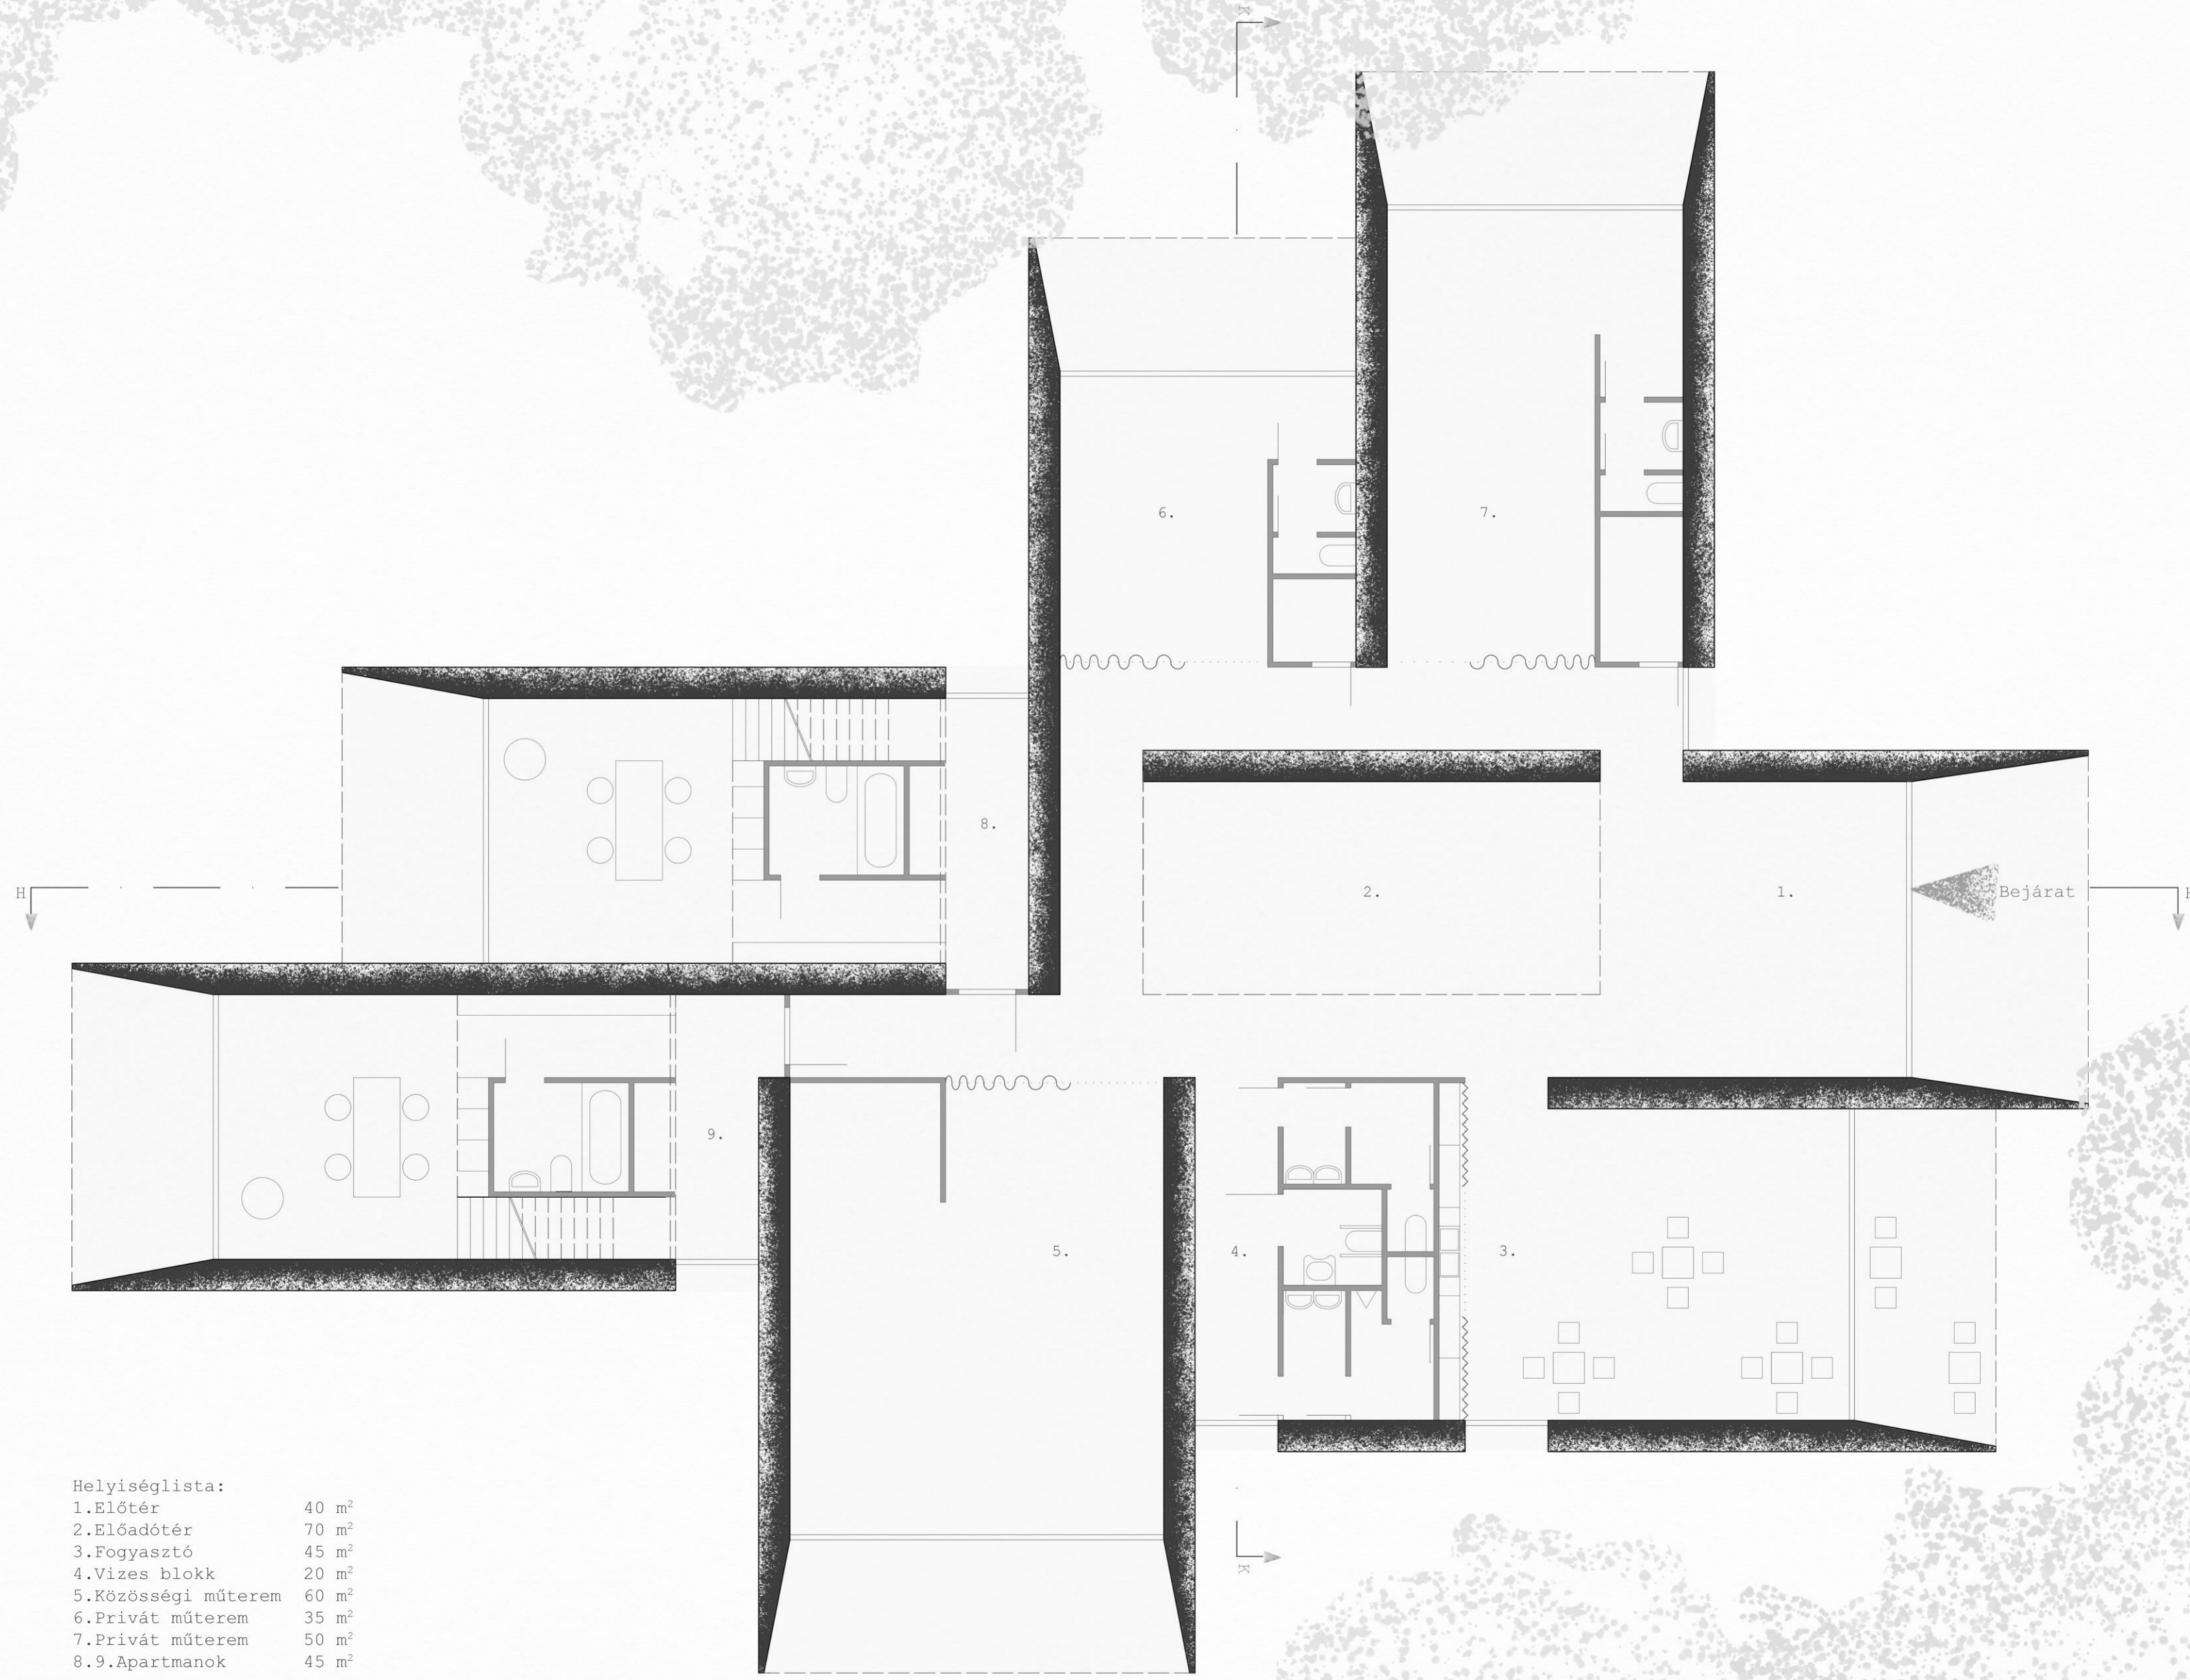 K
6.
7.
8.
H
2.
1.
Bejárat
9.
5.
4.
3.
Helyiséglista:
1.Előtér 40 m²
2.Előadótér 70 m²
3.Fogyasztó 45 m²
4.Vizes blokk 20 m²
5.Közösségi műterem 60 m²
6.Privát műterem 35 m²
7.Privát műterem 50 m²
8.9.Apartmanok 45 m²
K